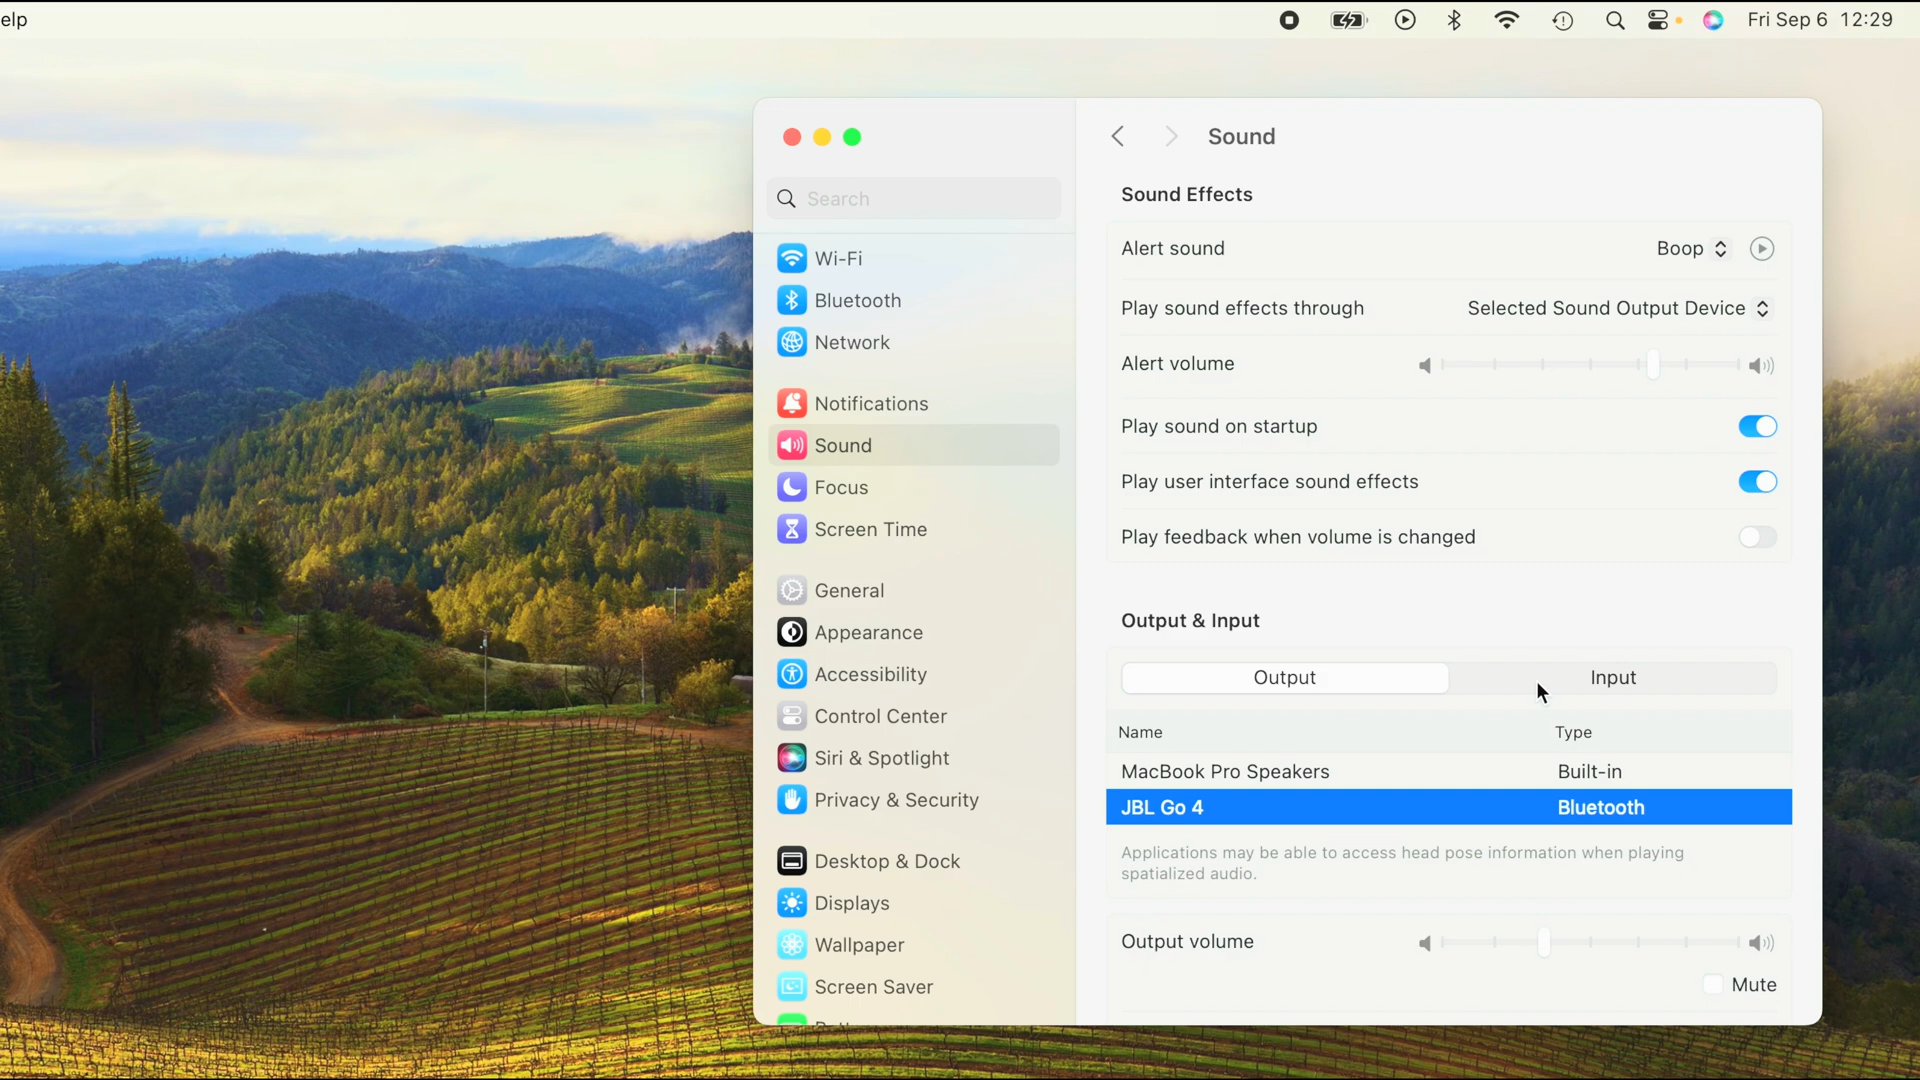 elp
Fri Sep 6 12:29
Search
Wi-Fi
Bluetooth
Network
Notifications
Sound
Focus
Screen Time
General
Appearance
Accessibility
Control Center
Siri & Spotlight
Privacy & Security
Desktop & Dock
Displays
Wallpaper
Screen Saver
Sound
Sound Effects
Alert sound Boop
Play sound effects through Selected Sound Output Device
Alert volume
Play sound on startup
Play user interface sound effects
Play feedback when volume is changed
Output & Input
Output Input
Name Type
MacBook Pro Speakers Built-in
JBL Go 4 Bluetooth
Applications may be able to access head pose information when playing
spatialized audio.
Output volume
Mute